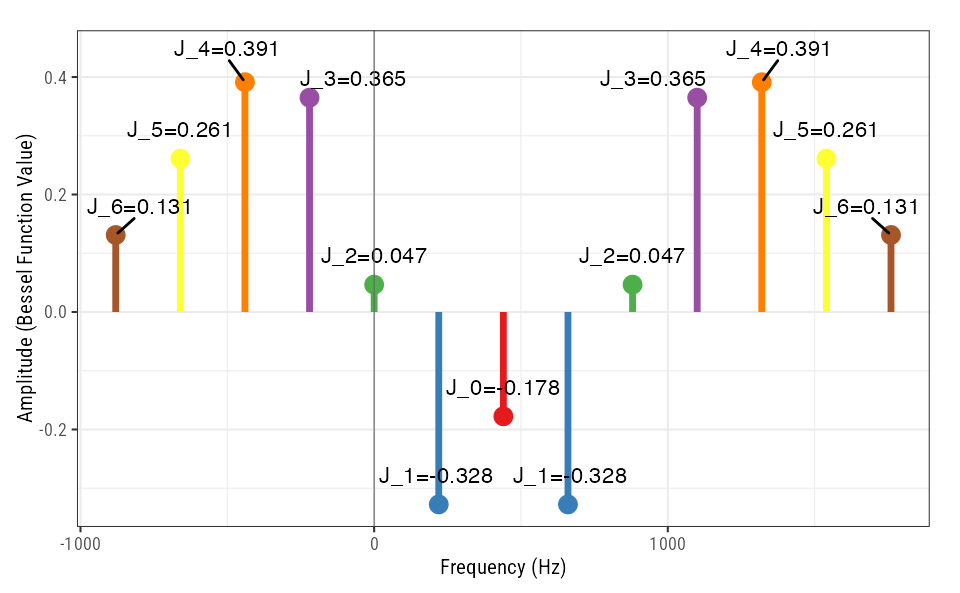 J_4=0.391
J_4=0.391
J_3=0.365
J_3=0.365
J_5=0.261
J_5=0.261
J_6=0.131
J_6=0.131
J_2=0.047
J_2=0.047
J_0=-0.178
J_1=-0.328
J_1=-0.328
0.4
0.2
0.0
-0.2
Amplitude (Bessel Function Value)
-1000
0
1000
Frequency (Hz)